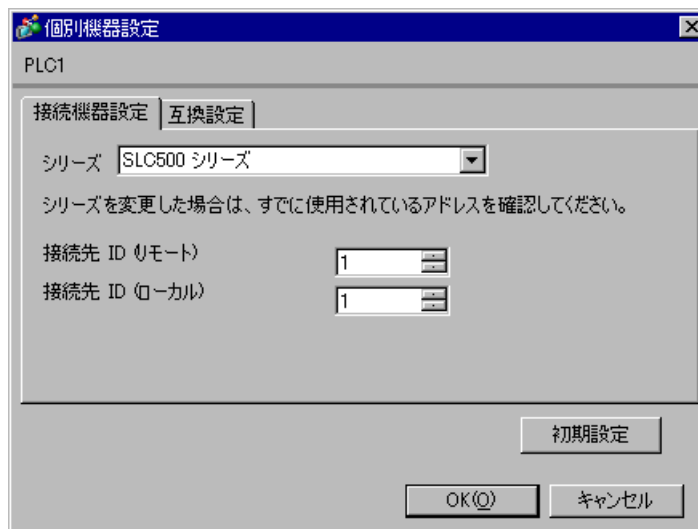 個別機器設定
PLC1
接続機器設定 互換設定
シリーズ SLC500 シリーズ
シリーズを変更した場合は、すでに使用されているアドレスを確認してください。
接続先 ID (リモート) 1
接続先 ID (ローカル) 1
初期設定
OK(O) キャンセル